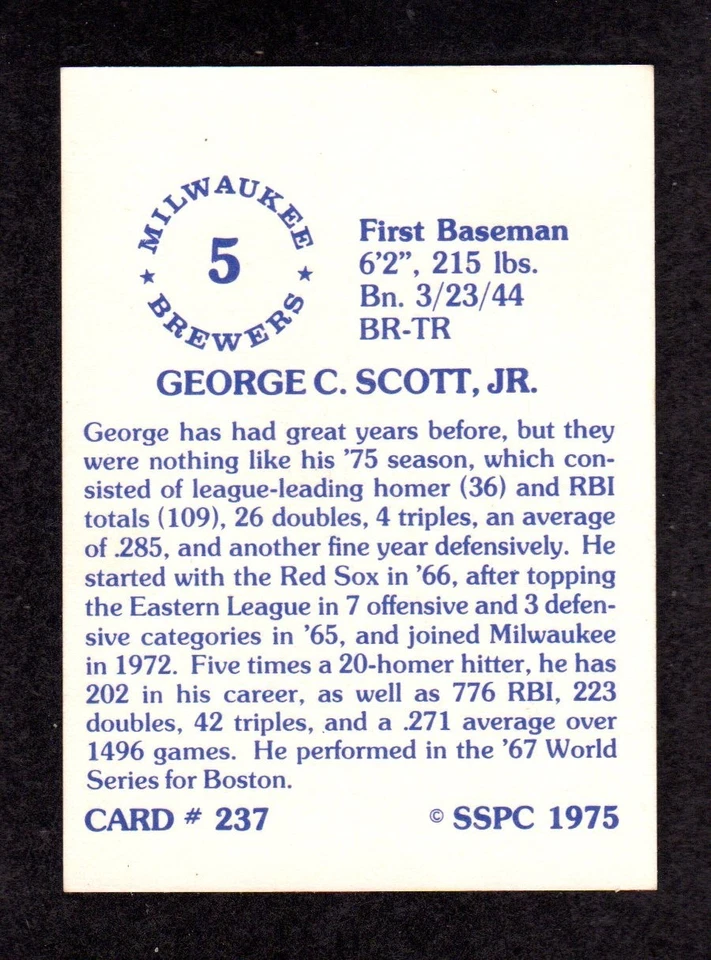 MILWAUKEE
5
★ ★
BREWERS
First Baseman
6'2”, 215 lbs.
Bn. 3/23/44
BR-TR
GEORGE C. SCOTT, JR.
George has had great years before, but they
were nothing like his '75 season, which con-
sisted of league-leading homer (36) and RBI
totals (109), 26 doubles, 4 triples, an average
of .285, and another fine year defensively. He
started with the Red Sox in '66, after topping
the Eastern League in 7 offensive and 3 defen-
sive categories in '65, and joined Milwaukee
in 1972. Five times a 20-homer hitter, he has
202 in his career, as well as 776 RBI, 223
doubles, 42 triples, and a .271 average over
1496 games. He performed in the '67 World
Series for Boston.
CARD # 237 © SSPC 1975